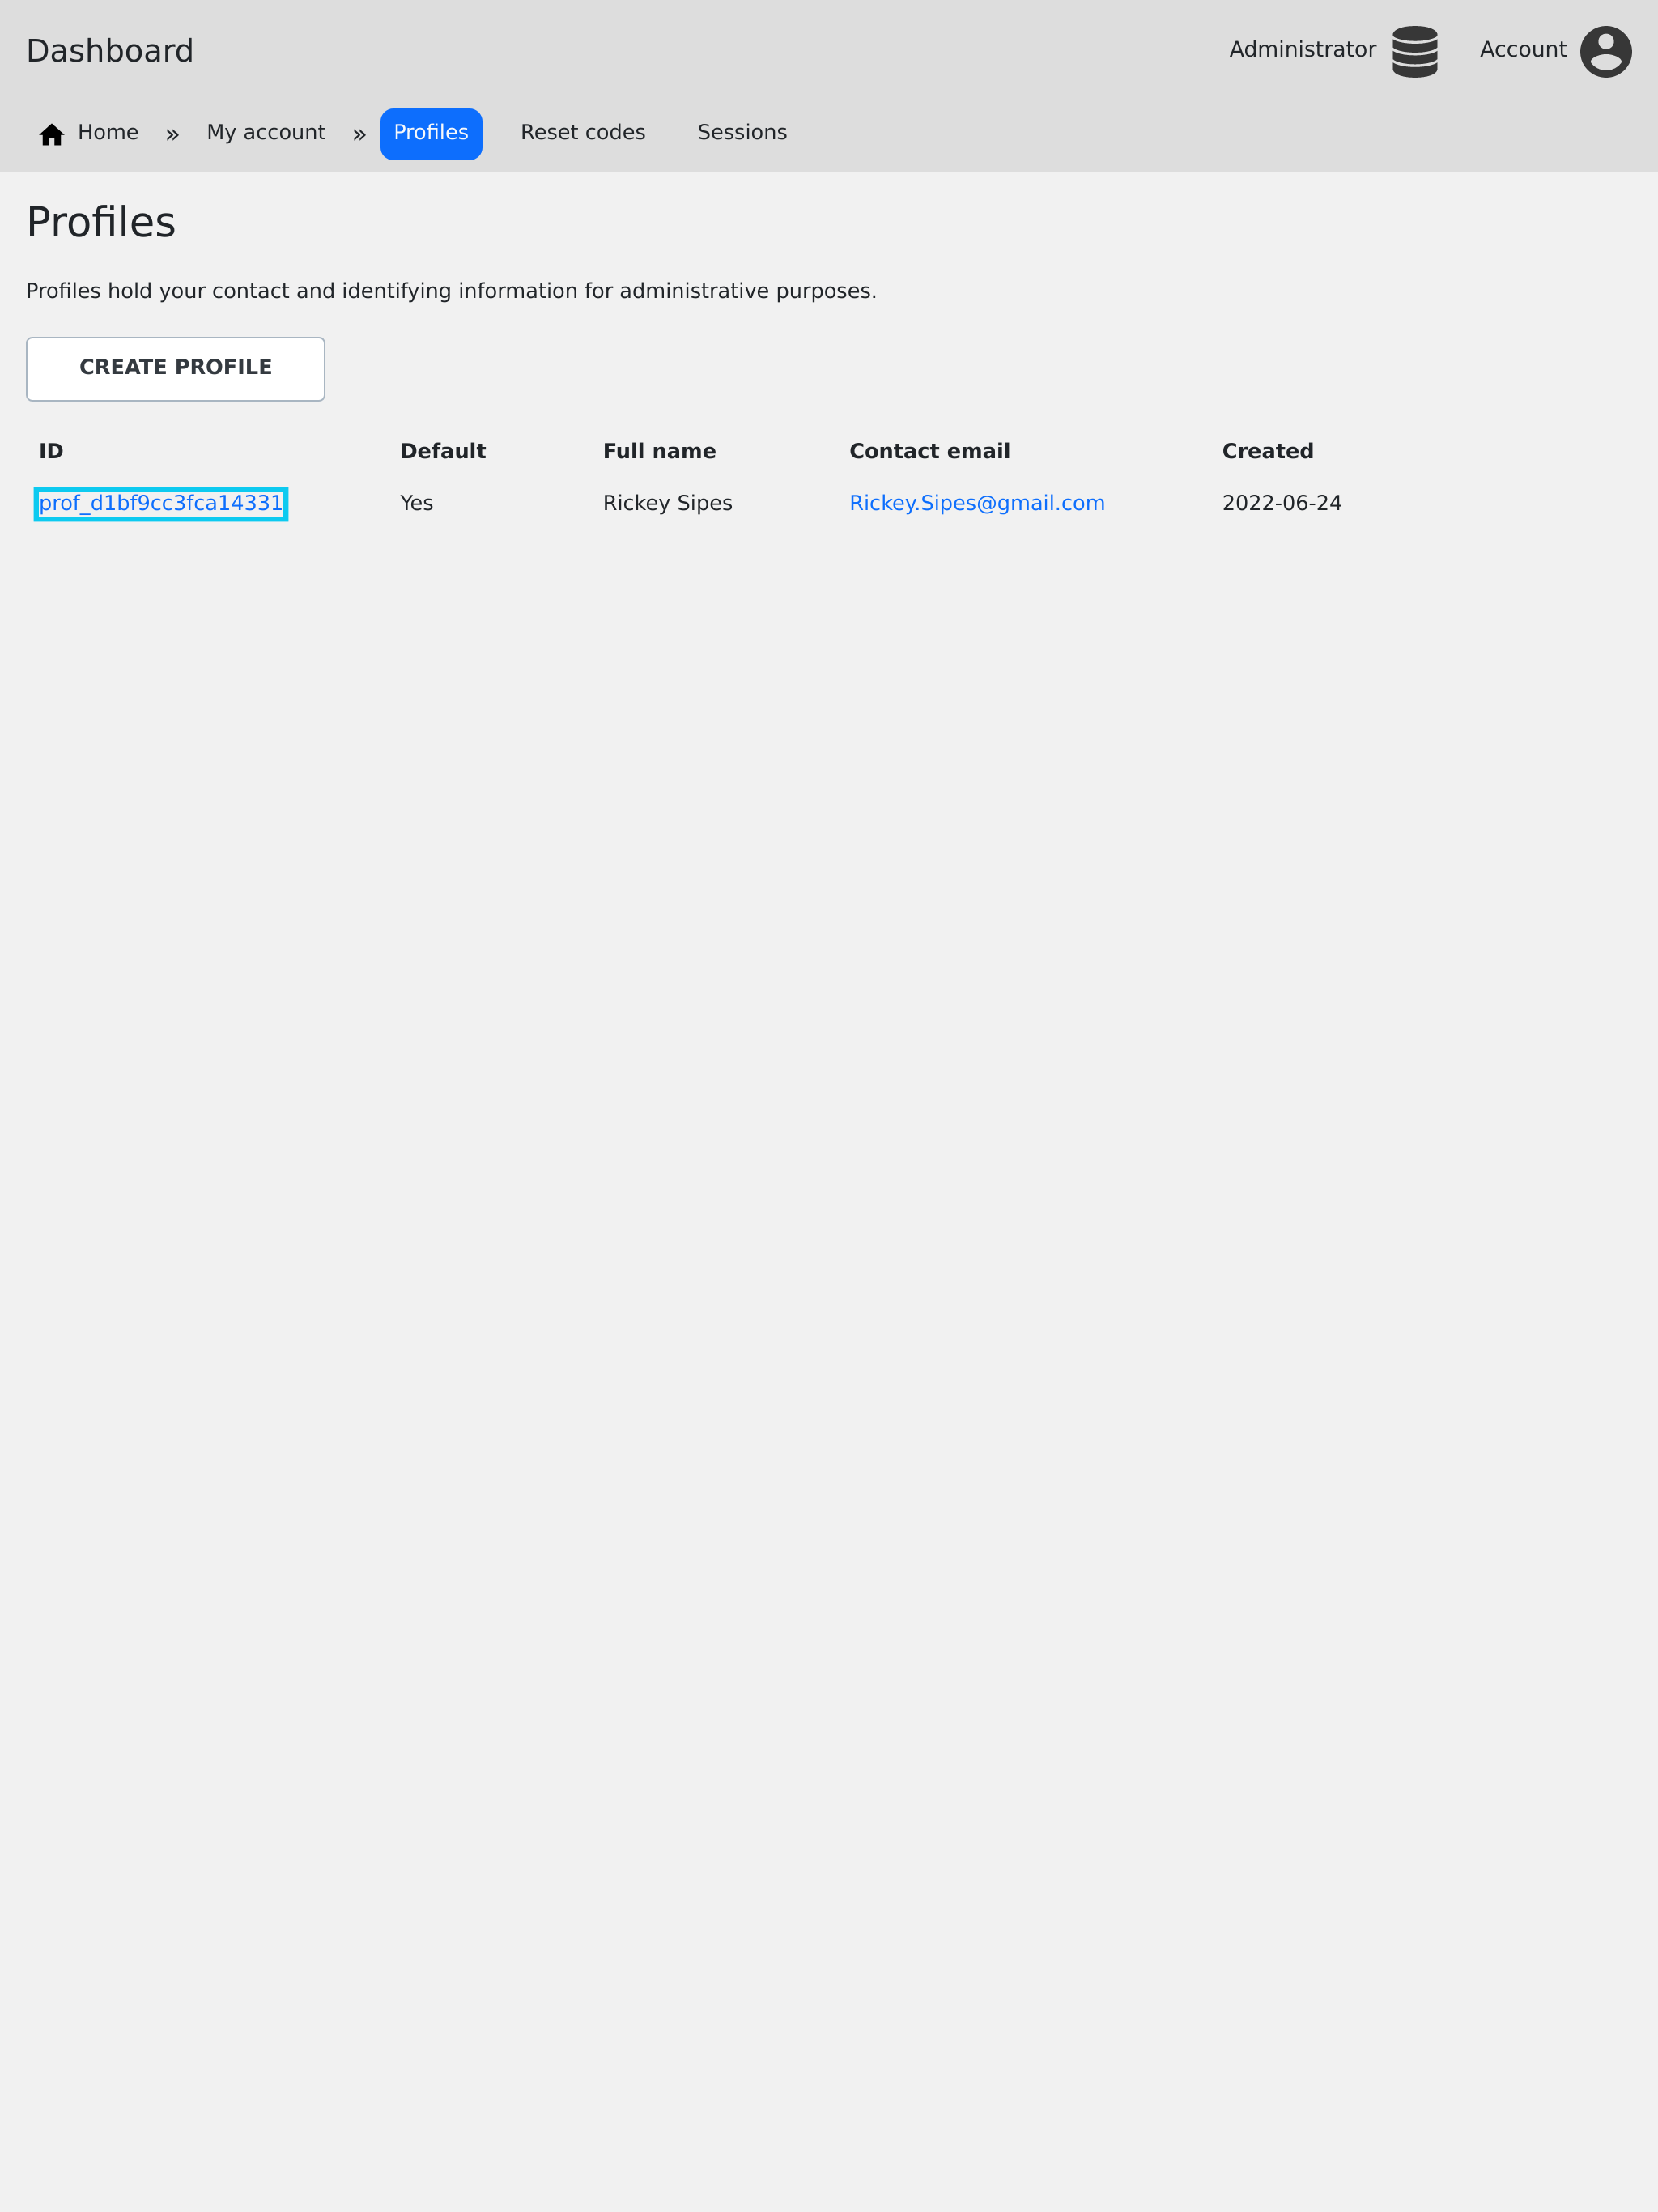 Dashboard
Administrator
Account
Home » My account » Profiles Reset codes Sessions
Profiles
Profiles hold your contact and identifying information for administrative purposes.
CREATE PROFILE
ID Default Full name Contact email Created
prof_d1bf9cc3fca14331 Yes Rickey Sipes Rickey.Sipes@gmail.com 2022-06-24